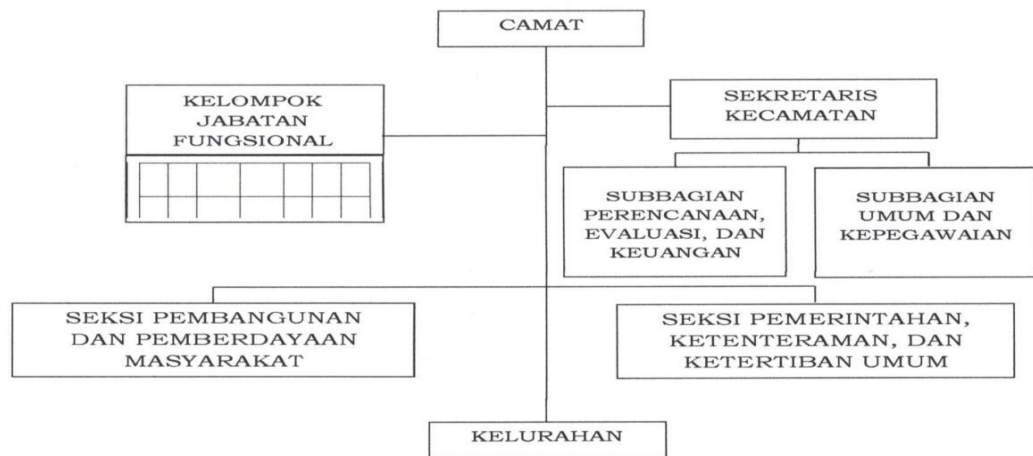 CAMAT
KELOMPOK
JABATAN
FUNGSIONAL
SEKRETARIS
KECAMATAN
SUBBAGIAN
PERENCANAAN,
EVALUASI, DAN
KEUANGAN
SUBBAGIAN
UMUM DAN
KEPEGAWAIAN
SEKSI PEMBANGUNAN
DAN PEMBERDAYAAN
MASYARAKAT
SEKSI PEMERINTAHAN,
KETENTERAMAN, DAN
KETERTIBAN UMUM
KELURAHAN